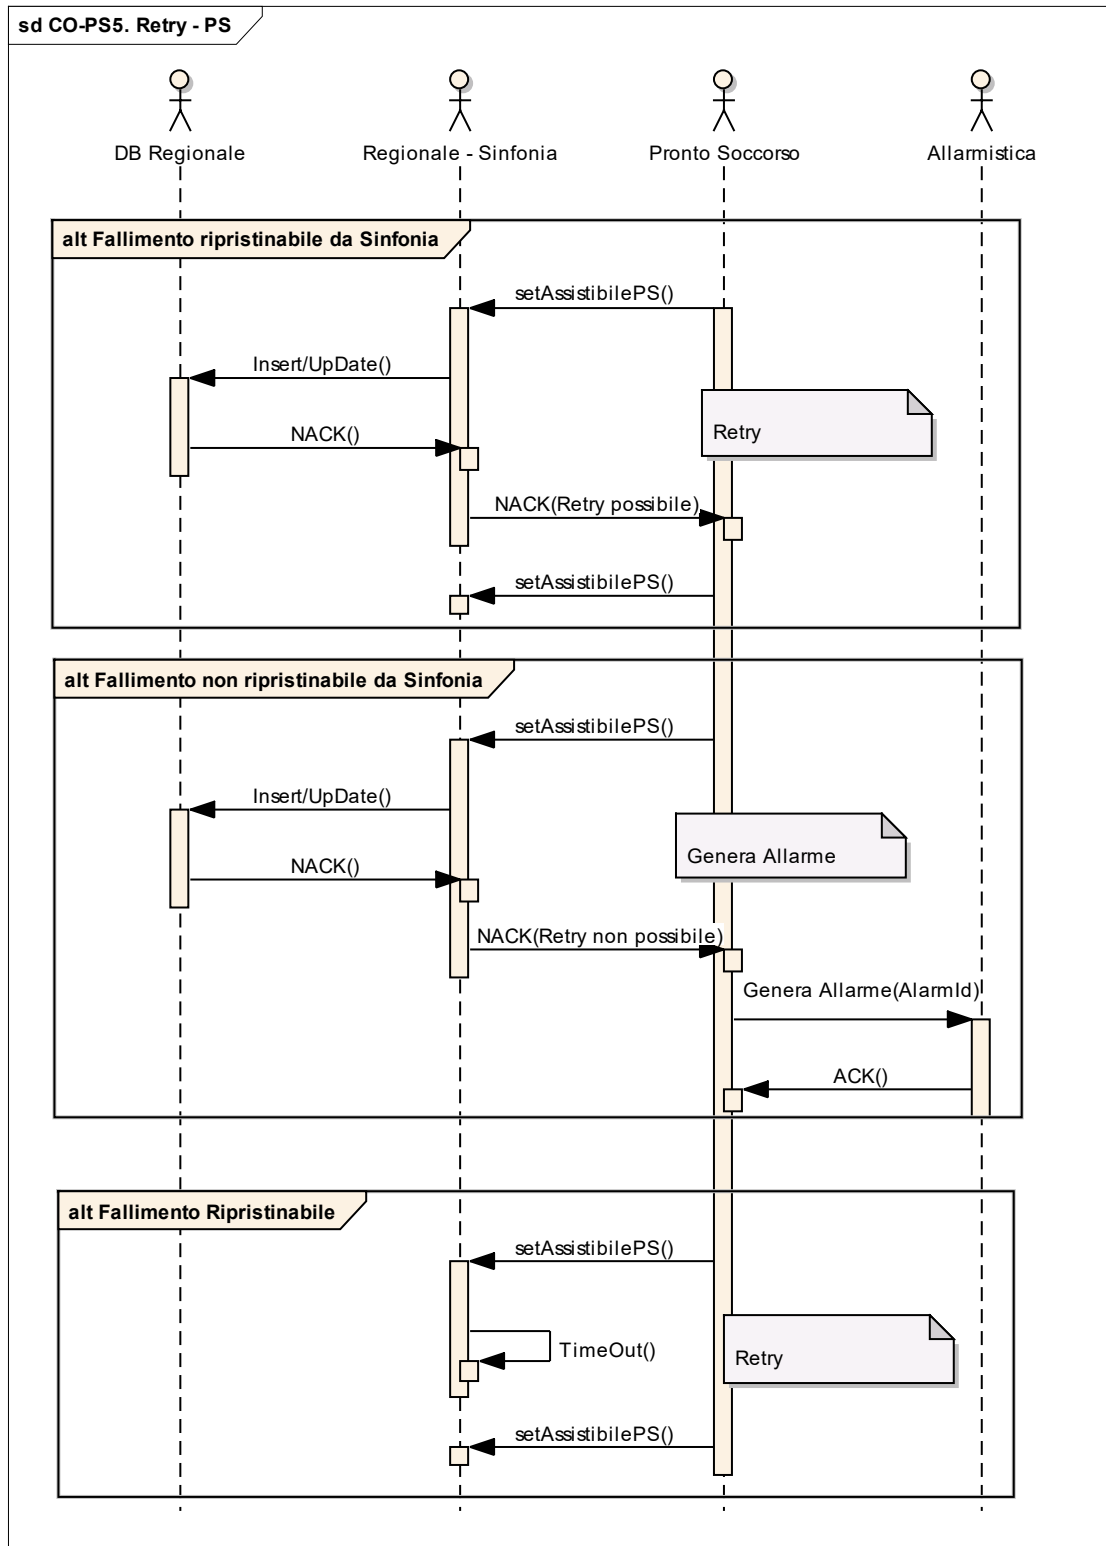 sd CO-PS5. Retry - PS
DB Regionale
Regionale - Sinfonia
Pronto Soccorso
Allarmistica
alt Fallimento ripristinabile da Sinfonia
setAssistibilePS()
Insert/UpDate()
Retry
NACK()
NACK(Retry possibile)
setAssistibilePS()
alt Fallimento non ripristinabile da Sinfonia
setAssistibilePS()
Insert/UpDate()
Genera Allarme
NACK()
NACK(Retry non possibile)
Genera Allarme(AlarmId)
ACK()
alt Fallimento Ripristinabile
setAssistibilePS()
TimeOut()
Retry
setAssistibilePS()